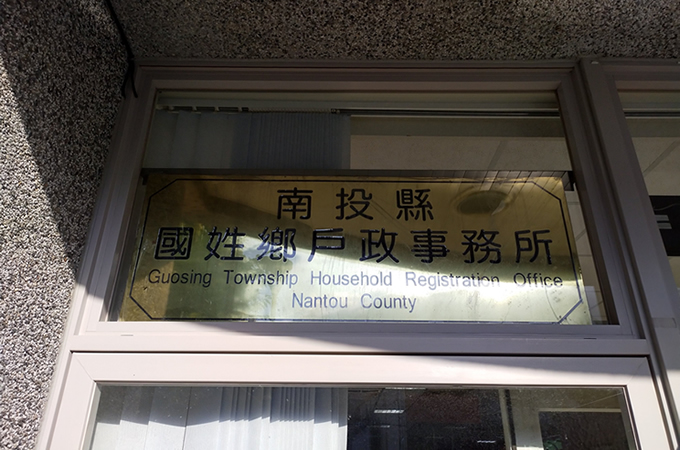 南投縣
國姓鄉戶政事務所
Guosing Township Household Registration Office
Nantou County